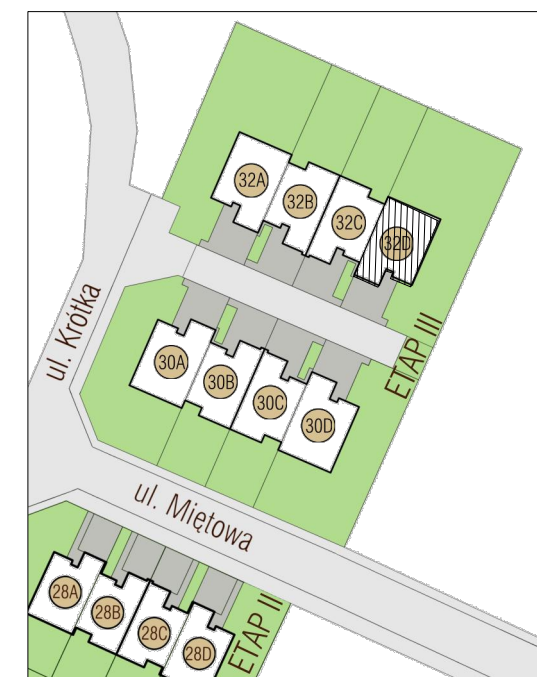 32A
32B
32C
32D
ETAP III
ul. Krótka
30A
30B
30C
30D
ul. Miętowa
28A
28B
28C
28D
ETAP II